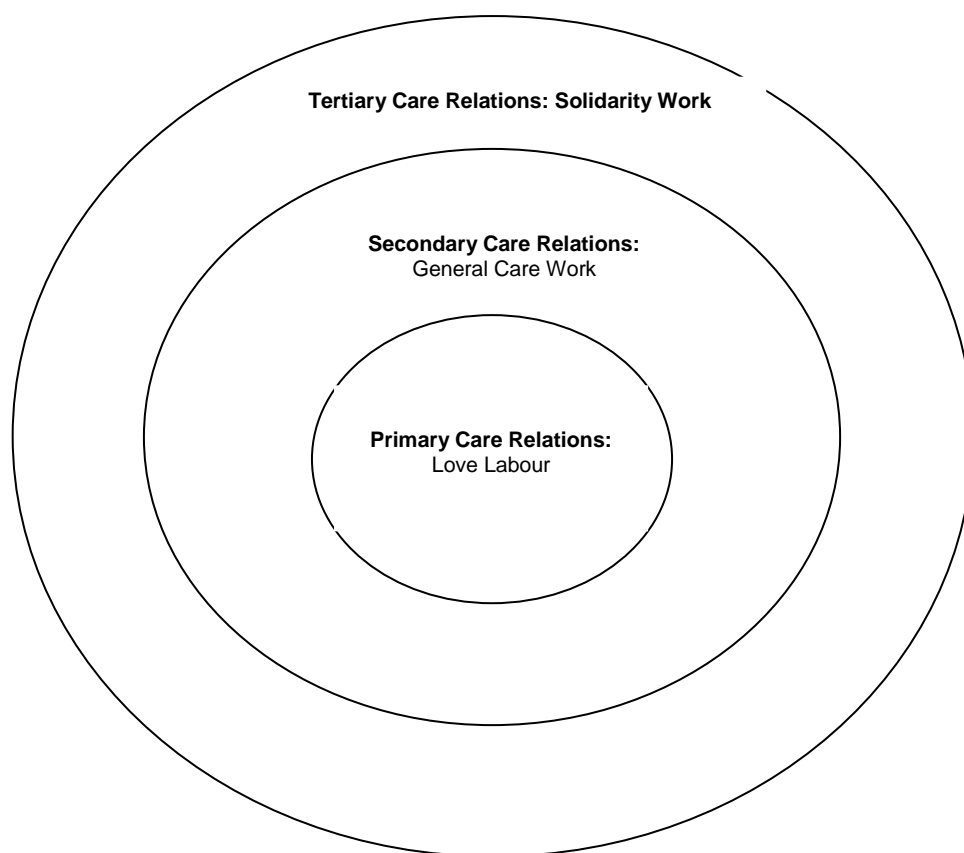 Tertiary Care Relations: Solidarity Work
Secondary Care Relations:
General Care Work
Primary Care Relations:
Love Labour